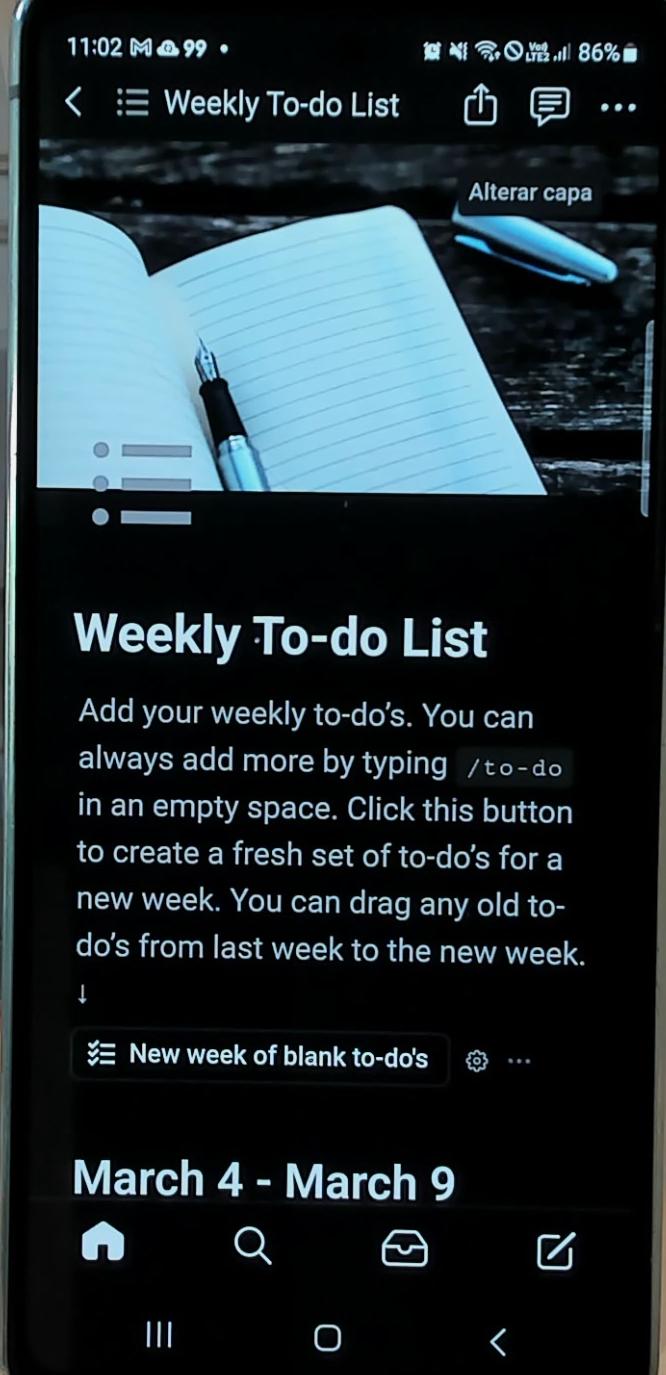 11:02 99
VoD LTE2 86%
Weekly To-do List
Alterar capa
Weekly To-do List
Add your weekly to-do's. You can
always add more by typing /to-do
in an empty space. Click this button
to create a fresh set of to-do's for a
new week. You can drag any old to-
do's from last week to the new week.
↓
New week of blank to-do's
March 4 - March 9